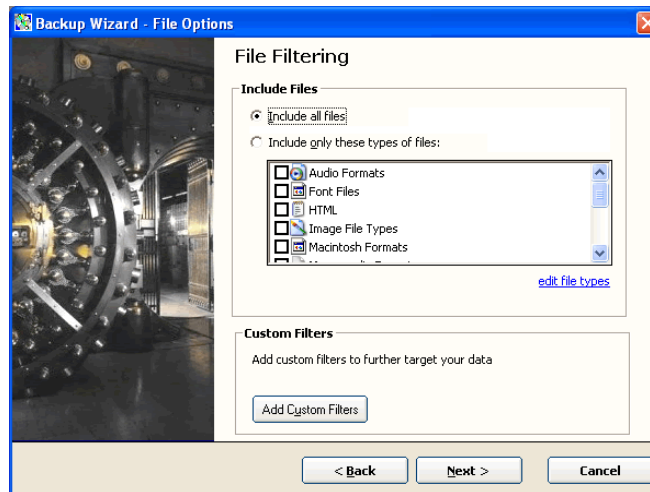 Backup Wizard - File Options
File Filtering
Include Files
Include all files
Include only these types of files:
Audio Formats
Font Files
HTML
Image File Types
Macintosh Formats
edit file types
Custom Filters
Add custom filters to further target your data
Add Custom Filters
< Back
Next >
Cancel